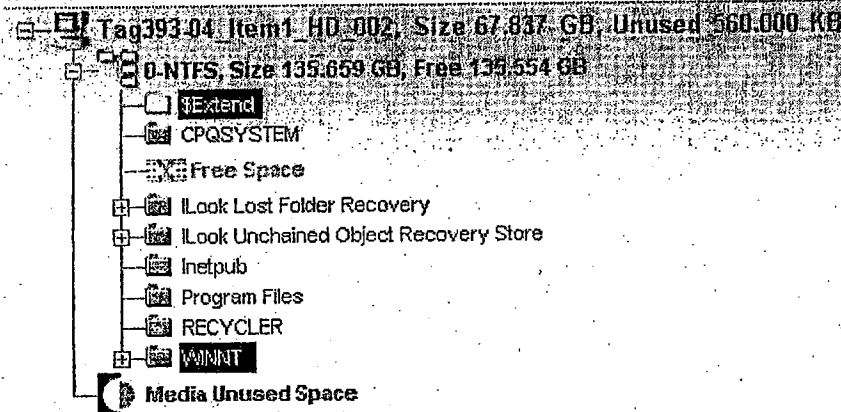 Tag393-04_Item1_HD_002, Size 67.837 GB, Unused 560.000 KB
0-NTFS, Size 135.659 GB, Free 135.554 GB
$Extend
CPQSYSTEM
Free Space
ILook Lost Folder Recovery
ILook Unchained Object Recovery Store
Inetpub
Program Files
RECYCLER
WINNT
Media Unused Space